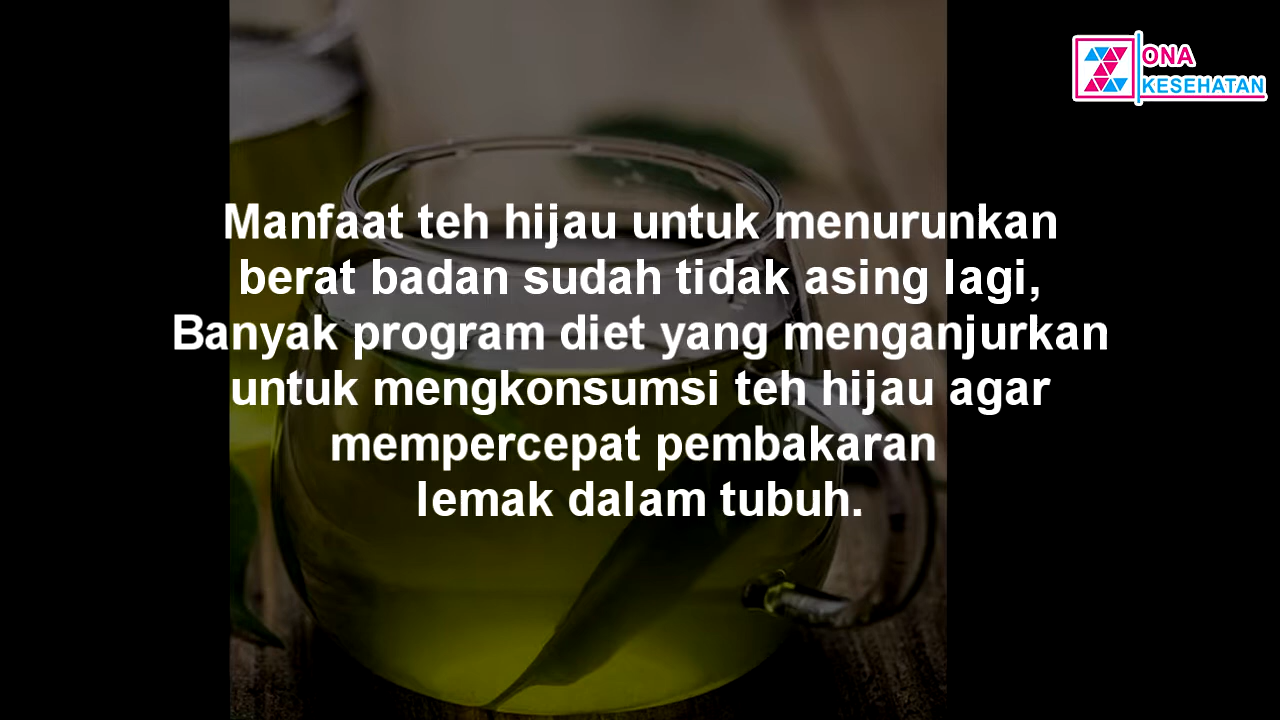 ZONA
KESEHATAN
Manfaat teh hijau untuk menurunkan
berat badan sudah tidak asing lagi,
Banyak program diet yang menganjurkan
untuk mengkonsumsi teh hijau agar
mempercepat pembakaran
lemak dalam tubuh.